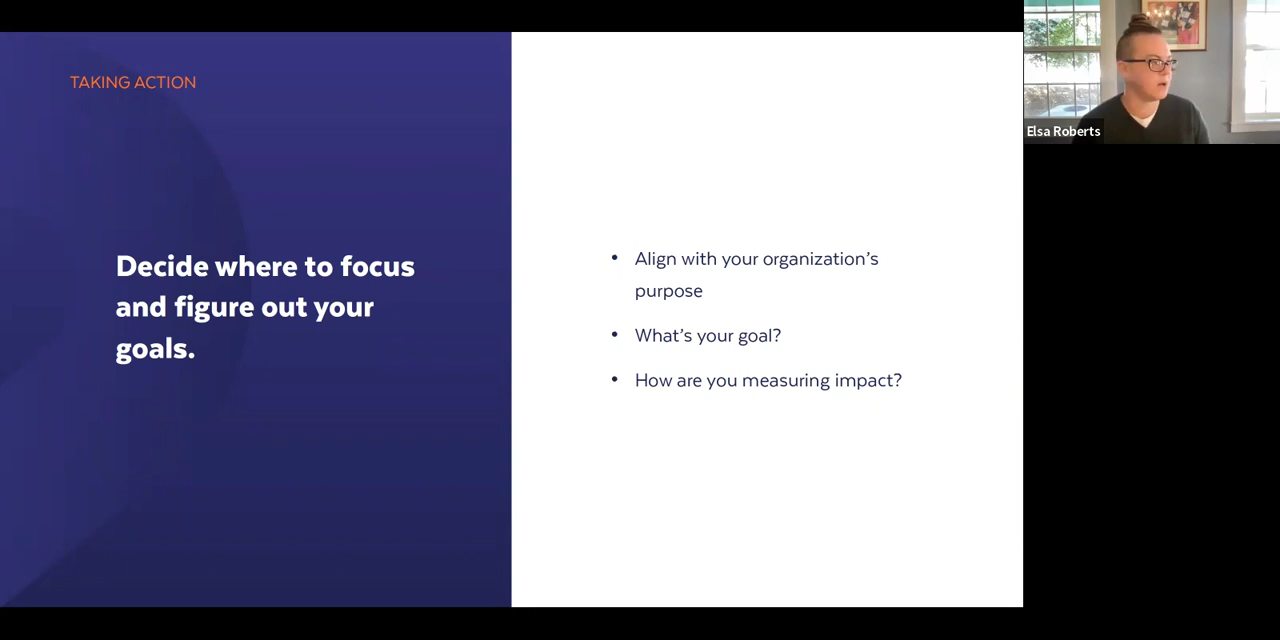 TAKING ACTION
Decide where to focus
and figure out your
goals.
• Align with your organization’s
purpose
• What’s your goal?
• How are you measuring impact?
Elsa Roberts